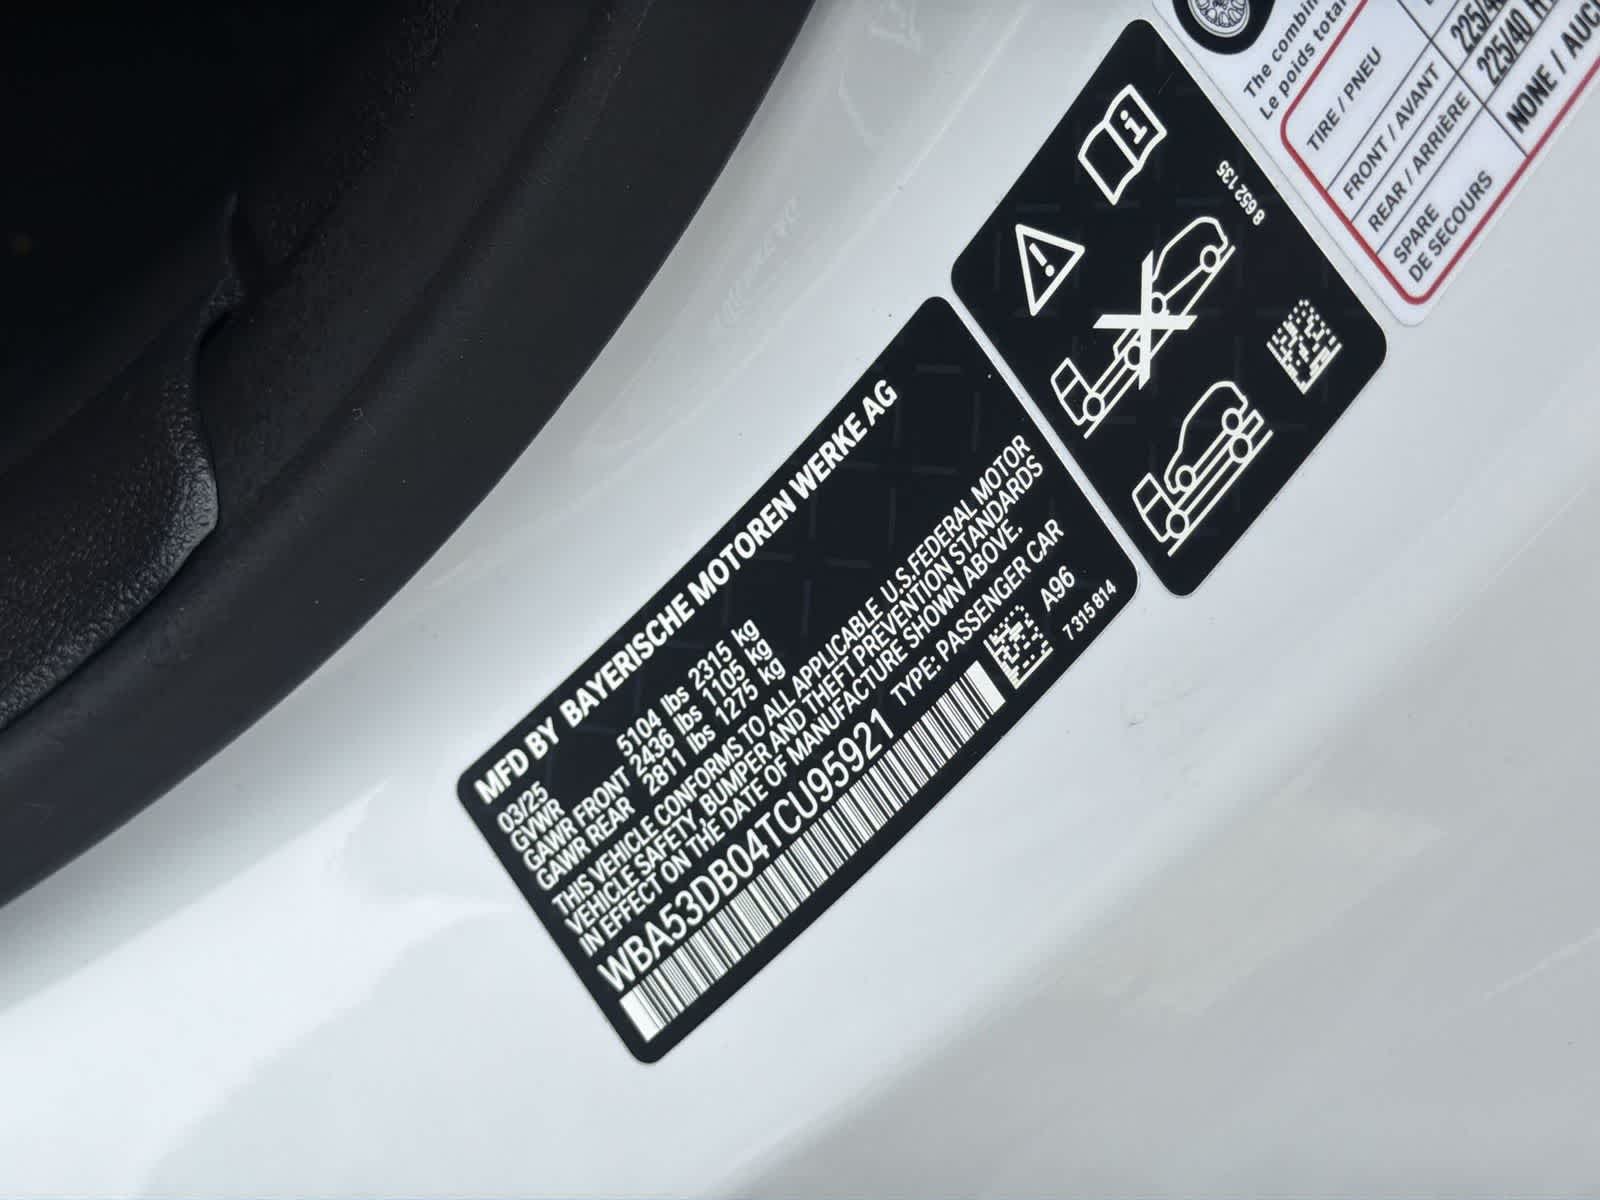 MFD BY BAYERISCHE MOTOREN WERKE AG
03/25
GVWR 5104 lbs 2315 kg
GAWR FRONT 2436 lbs 1105 kg
GAWR REAR 2811 lbs 1275 kg
THIS VEHICLE CONFORMS TO ALL APPLICABLE U.S.FEDERAL MOTOR
VEHICLE SAFETY, BUMPER AND THEFT PREVENTION STANDARDS
IN EFFECT ON THE DATE OF MANUFACTURE SHOWN ABOVE.
WBA53DB04TCU95921 TYPE: PASSENGER CAR
A96
7 315 814
8 652 135
The combin
Le poids total
TIRE / PNEU
FRONT / AVANT 225/4
REAR / ARRIÈRE 225/40
SPARE
DE SECOURS
NONE / AUC